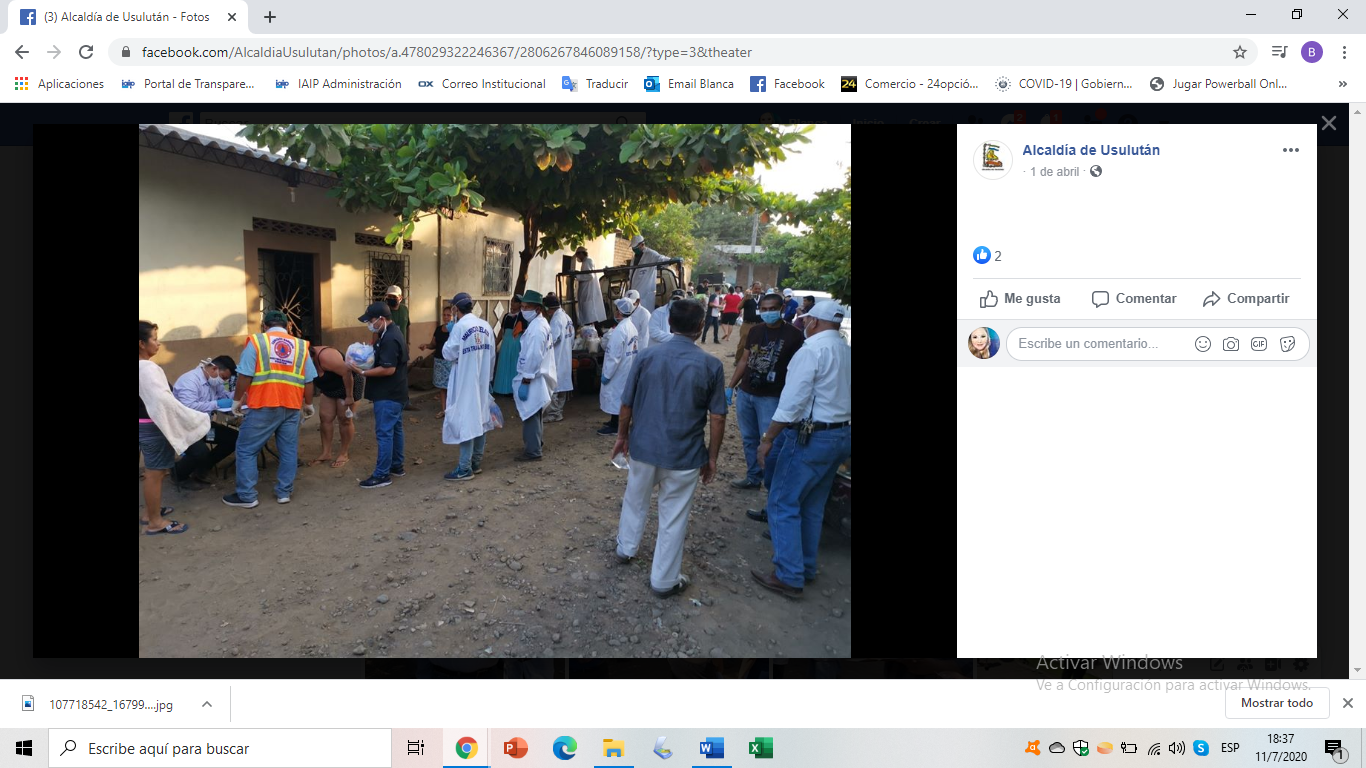 (3) Alcaldía de Usulután - Fotos
facebook.com/AlcaldiaUsulutan/photos/a.478029322246367/2806267846089158/?type=3&theater
B
Aplicaciones
Portal de Transpare...
IAIP Administración
Correo Institucional
Traducir
Email Blanca
Facebook
24
Comercio - 24opció...
COVID-19 | Gobiern...
Jugar Powerball Onl...
»
Alcaldía de Usulután
· 1 de abril ·
2
Me gusta
Comentar
Compartir
Escribe un comentario...
GIF
Activar Windows
Ve a Configuración para activar Windows.
107718542_16799....jpg
Mostrar todo
Escribe aquí para buscar
ESP
18:37
11/7/2020
1